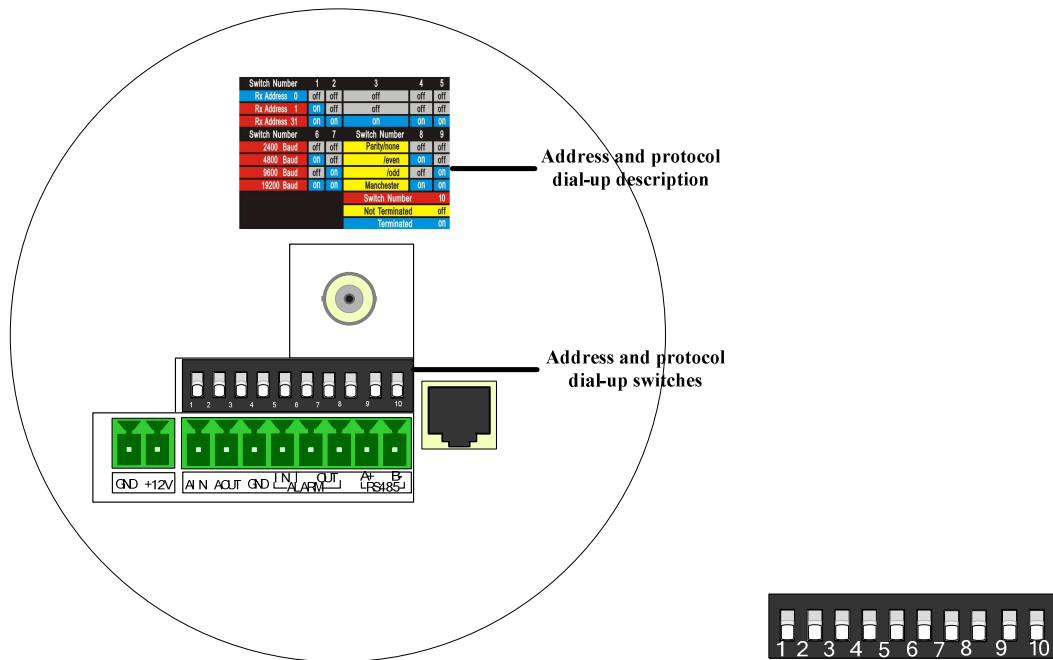 Switch Number 1 2 3 4 5
Rx Address 0 off off off off off
Rx Address 1 on off off off off
Rx Address 31 on on on on on
Switch Number 6 7 Switch Number 8 9
2400 Baud off off Parity/none off off
4800 Baud on off /even on off
9600 Baud off on /odd off on
19200 Baud on on Manchester on on
Switch Number 10
Not Terminated off
Terminated on
Address and protocol
dial-up description
Address and protocol
dial-up switches
1 2 3 4 5 6 7 8 9 10
GND +12V AIN AOUT GND IN OUT A+ B-
ALARM RS485
1 2 3 4 5 6 7 8 9 10